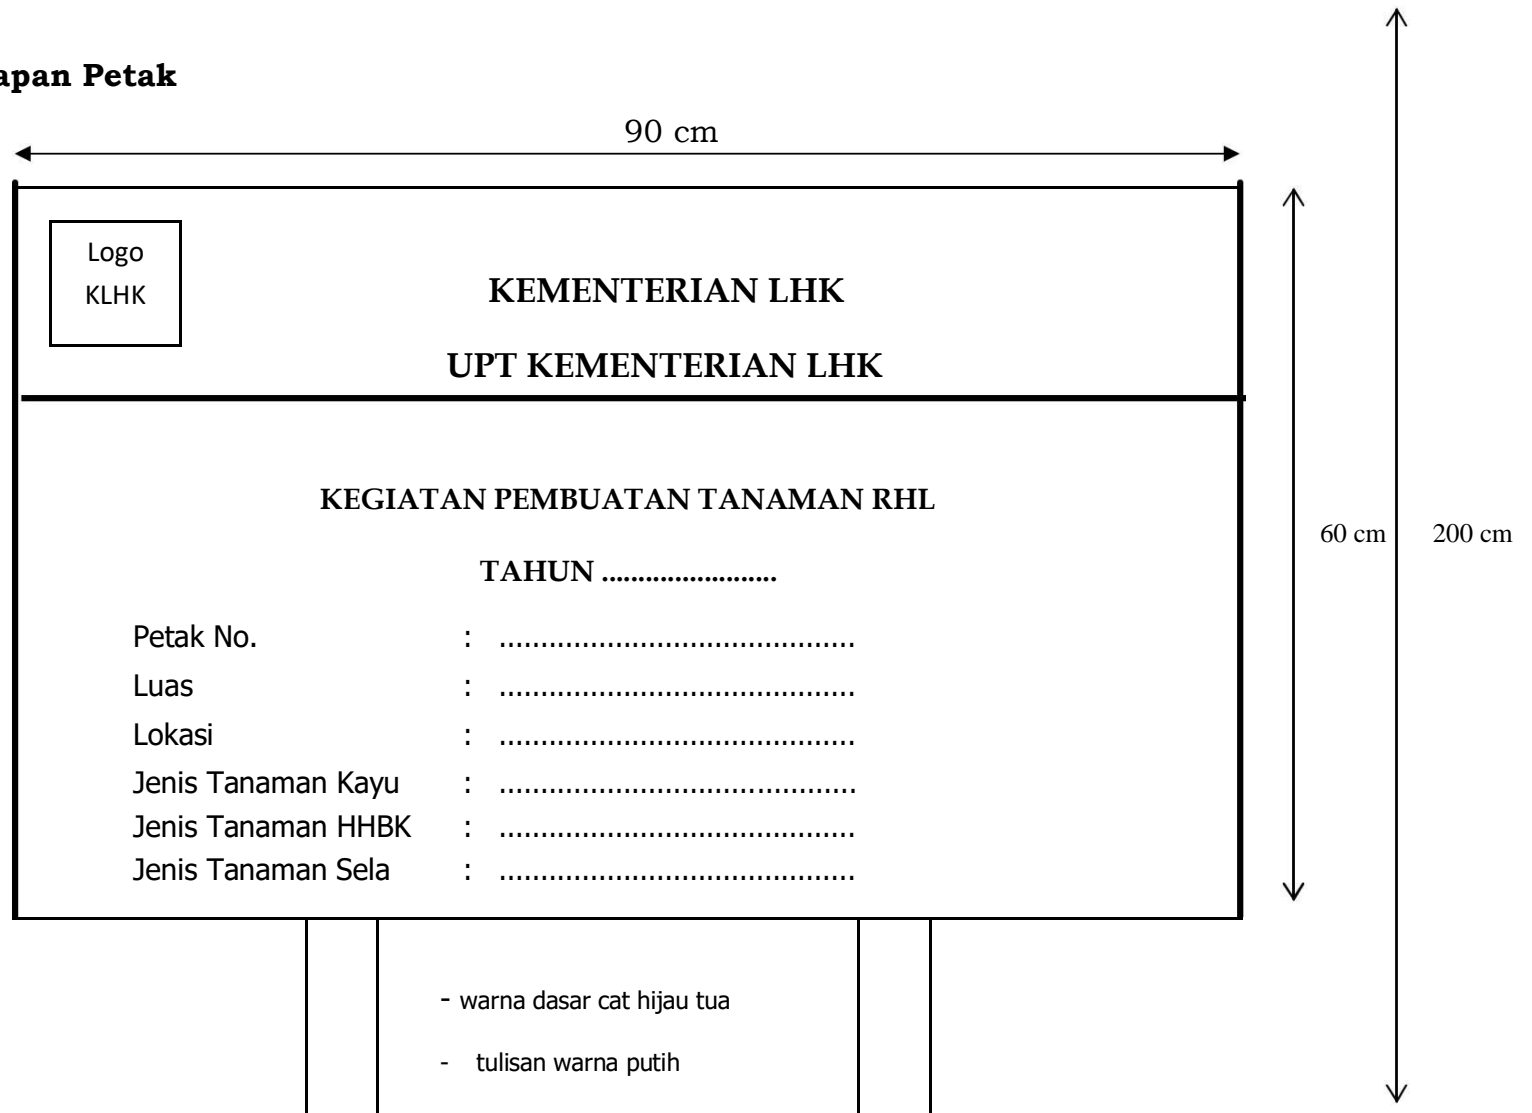 apan Petak
90 cm
Logo
KLHK
KEMENTERIAN LHK
UPT KEMENTERIAN LHK
KEGIATAN PEMBUATAN TANAMAN RHL
60 cm
200 cm
TAHUN ........................
Petak No. : ...........................................
Luas : ...........................................
Lokasi : ...........................................
Jenis Tanaman Kayu : ...........................................
Jenis Tanaman HHBK : ...........................................
Jenis Tanaman Sela : ...........................................
- warna dasar cat hijau tua
- tulisan warna putih